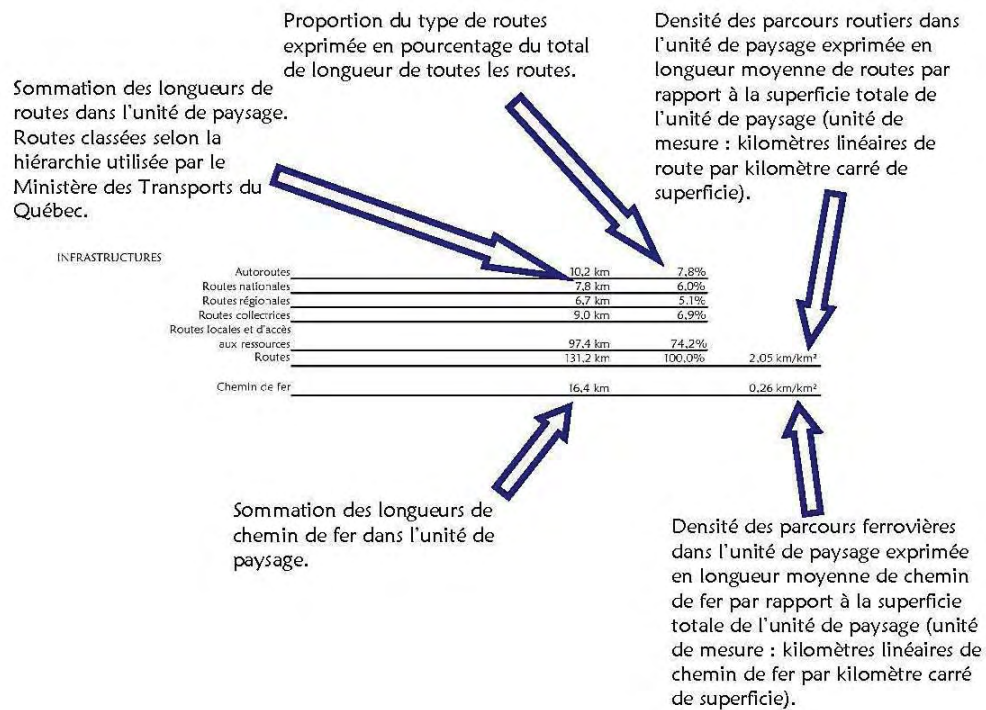 Proportion du type de routes
exprimée en pourcentage du total
de longueur de toutes les routes.
Densité des parcours routiers dans
l'unité de paysage exprimée en
longueur moyenne de routes par
rapport à la superficie totale de
l'unité de paysage (unité de
mesure : kilomètres linéaires de
route par kilomètre carré de
superficie).
Sommation des longueurs de
routes dans l'unité de paysage.
Routes classées selon la
hiérarchie utilisée par le
Ministère des Transports du
Québec.
INFRASTRUCTURES
Autoroutes 10,2 km 7,8%
Routes nationales 7,8 km 6,0%
Routes régionales 6,7 km 5,1%
Routes collectrices 9,0 km 6,9%
Routes locales et d'accès
aux ressources 97,4 km 74,2%
Routes 131,2 km 100,0% 2,05 km/km²
Chemin de fer 16,4 km 0,26 km/km²
Sommation des longueurs de
chemin de fer dans l'unité de
paysage.
Densité des parcours ferrovières
dans l'unité de paysage exprimée
en longueur moyenne de chemin
de fer par rapport à la superficie
totale de l'unité de paysage (unité
de mesure : kilomètres linéaires de
chemin de fer par kilomètre carré
de superficie).